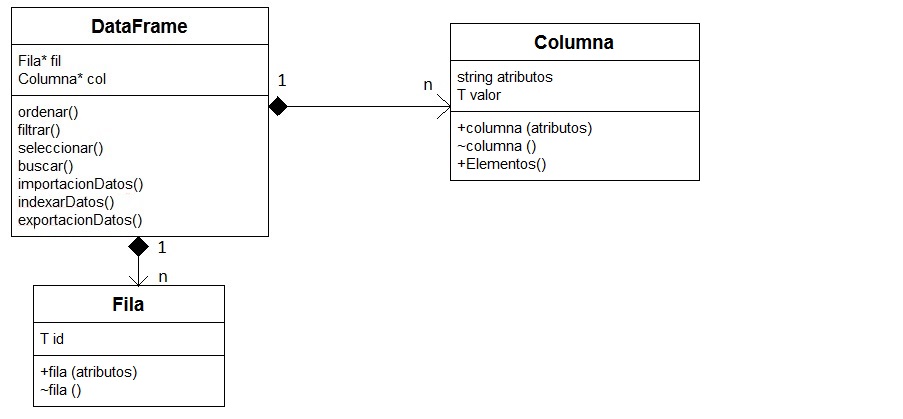 DataFrame
Fila* fil
Columna* col
ordenar()
filtrar()
seleccionar()
buscar()
importacionDatos()
indexarDatos()
exportacionDatos()
1
n
Columna
string atributos
T valor
+columna (atributos)
~columna ()
+Elementos()
1
n
Fila
T id
+fila (atributos)
~fila ()